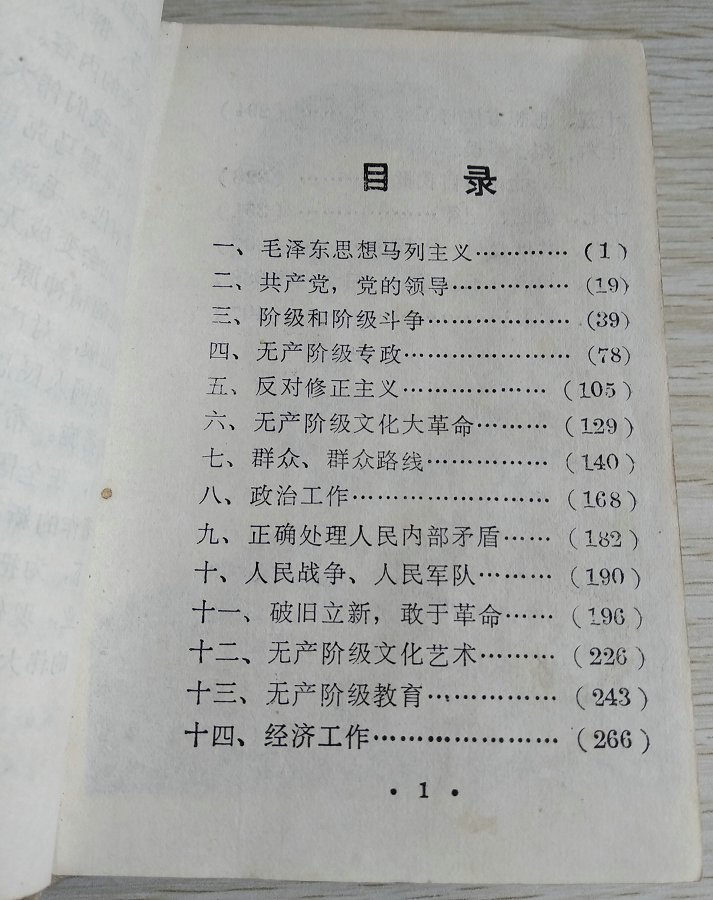 目 录
一、毛泽东思想马列主义…………(1)
二、共产党，党的领导……………(19)
三、阶级和阶级斗争………………(39)
四、无产阶级专政…………………(78)
五、反对修正主义………………(105)
六、无产阶级文化大革命………(129)
七、群众、群众路线……………(140)
八、政治工作……………………(168)
九、正确处理人民内部矛盾……(182)
十、人民战争、人民军队………(190)
十一、破旧立新，敢于革命……(196)
十二、无产阶级文化艺术………(226)
十三、无产阶级教育……………(243)
十四、经济工作…………………(266)
· 1 ·